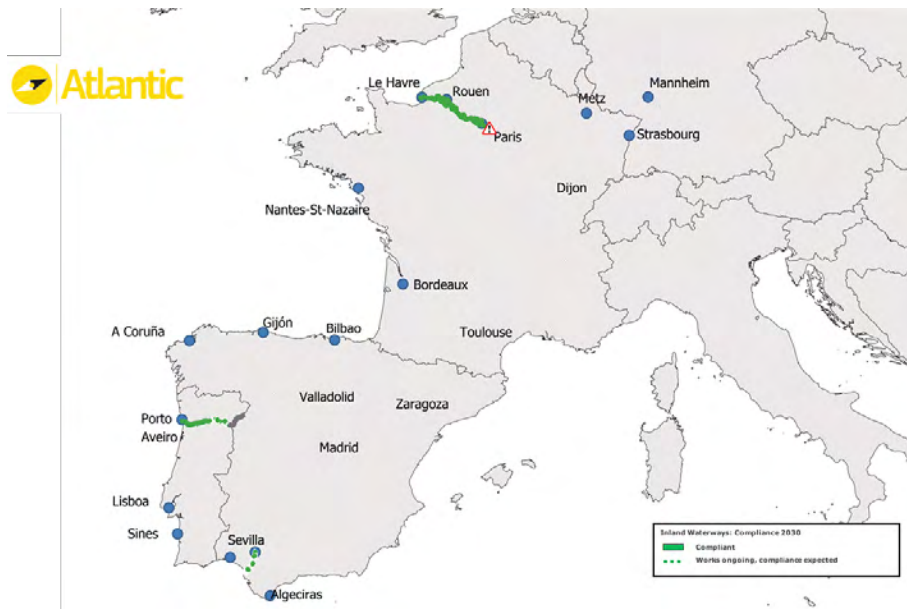 Atlantic
Le Havre
Rouen
Paris
Metz
Mannheim
Strasbourg
Dijon
Nantes-St-Nazaire
Bordeaux
Toulouse
A Coruña
Gijón
Bilbao
Valladolid
Zaragoza
Porto
Aveiro
Madrid
Lisboa
Sines
Sevilla
Algeciras
Inland Waterways: Compliance 2030
Compliant
Works ongoing, compliance expected